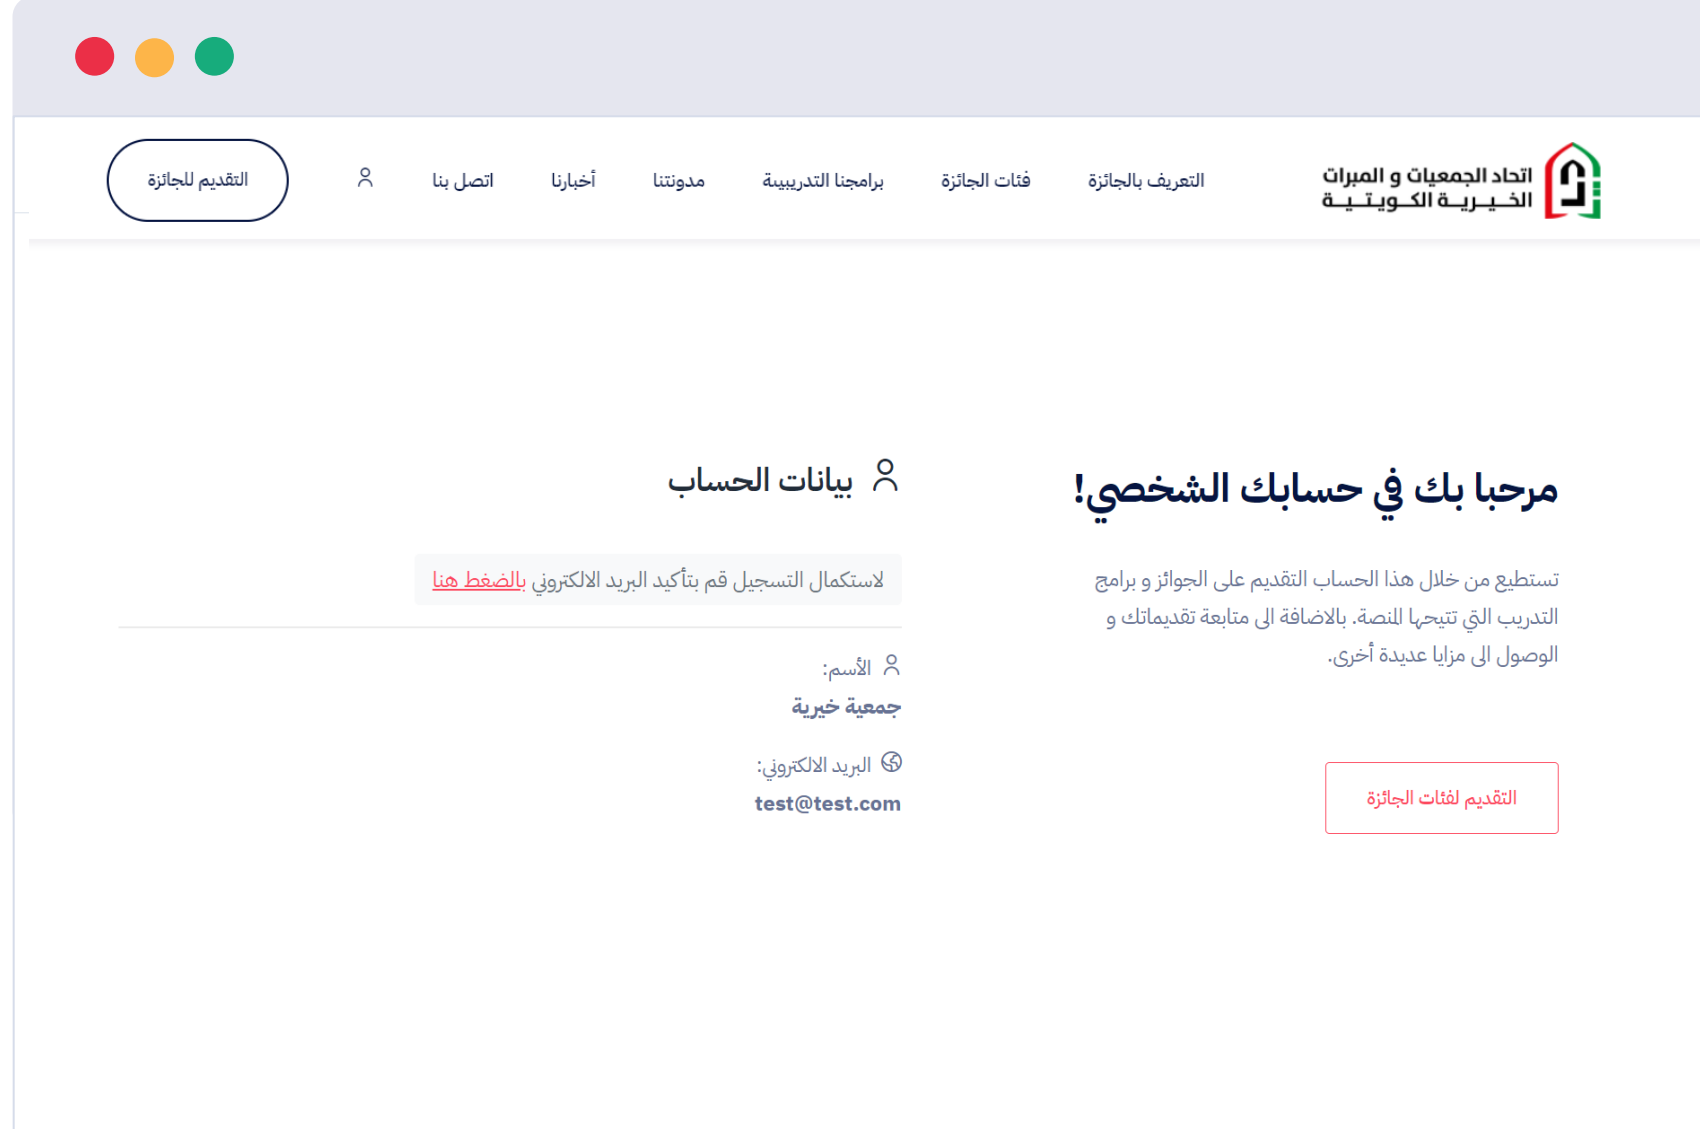 اتحاد الجمعيات و المبرات
الخـيـريـة الكـويـتـيـة
التعريف بالجائزة
فئات الجائزة
برامجنا التدريبية
مدونتنا
أخبارنا
اتصل بنا
التقديم للجائزة
مرحبا بك في حسابك الشخصي!
تستطيع من خلال هذا الحساب التقديم على الجوائز و برامج
التدريب التي تتيحها المنصة. بالاضافة الى متابعة تقديماتك و
الوصول الى مزايا عديدة أخرى.
التقديم لفئات الجائزة
بيانات الحساب
لاستكمال التسجيل قم بتأكيد البريد الالكتروني بالضغط هنا
الأسم:
جمعية خيرية
البريد الالكتروني:
test@test.com